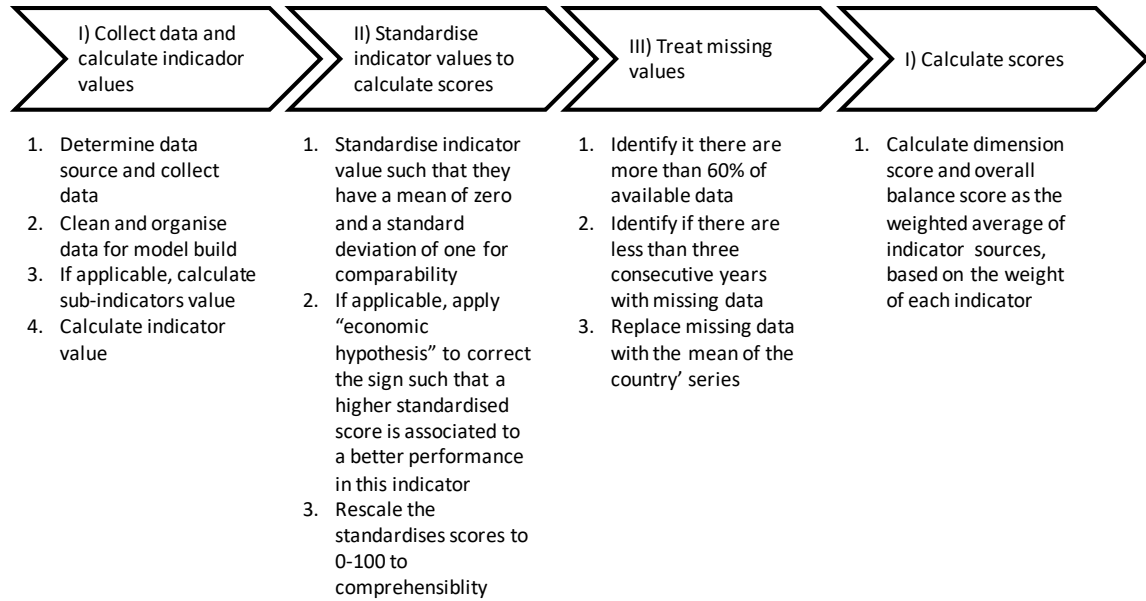 I) Collect data and
calculate indicador
values
II) Standardise
indicator values to
calculate scores
III) Treat missing
values
I) Calculate scores
1. Determine data
source and collect
data
2. Clean and organise
data for model build
3. If applicable, calculate
sub-indicators value
4. Calculate indicator
value
1. Standardise indicator
value such that they
have a mean of zero
and a standard
deviation of one for
comparability
2. If applicable, apply
“economic
hypothesis” to correct
the sign such that a
higher standardised
score is associated to
a better performance
in this indicator
3. Rescale the
standardises scores to
0-100 to
comprehensiblity
1. Identify it there are
more than 60% of
available data
2. Identify if there are
less than three
consecutive years
with missing data
3. Replace missing data
with the mean of the
country’ series
1. Calculate dimension
score and overall
balance score as the
weighted average of
indicator sources,
based on the weight
of each indicator